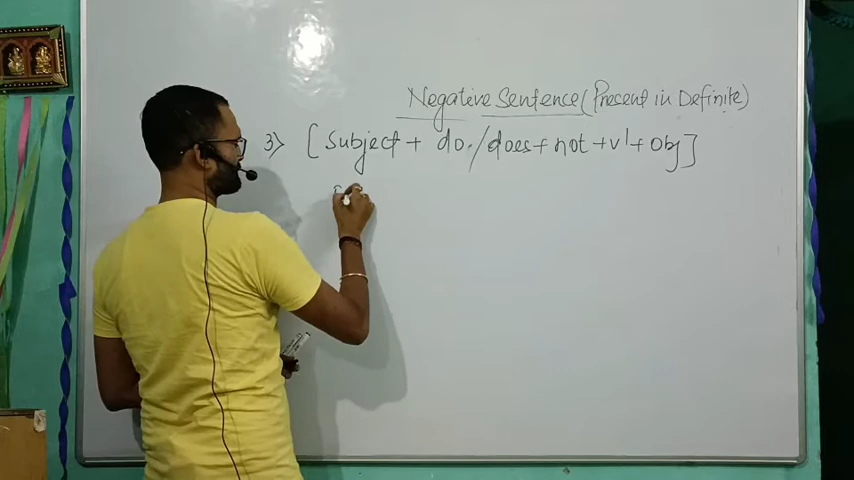 Negative Sentence (Present in Definite)
3> [Subject + do./does + not + v¹ + obj]